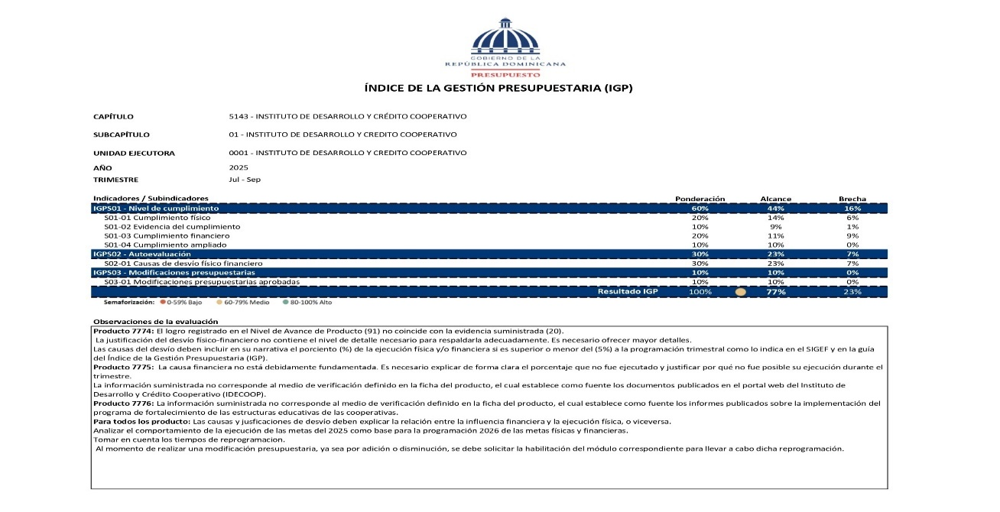 GOBIERNO DE LA
REPÚBLICA DOMINICANA
PRESUPUESTO
ÍNDICE DE LA GESTIÓN PRESUPUESTARIA (IGP)
CAPÍTULO 5143 - INSTITUTO DE DESARROLLO Y CRÉDITO COOPERATIVO
SUBCAPÍTULO 01 - INSTITUTO DE DESARROLLO Y CREDITO COOPERATIVO
UNIDAD EJECUTORA 0001 - INSTITUTO DE DESARROLLO Y CREDITO COOPERATIVO
AÑO 2025
TRIMESTRE Jul - Sep
Indicadores / Subindicadores Ponderación Alcance Brecha
IGPS01 - Nivel de cumplimiento 60% 44% 16%
S01-01 Cumplimiento físico 20% 14% 6%
S01-02 Evidencia del cumplimiento 10% 9% 1%
S01-03 Cumplimiento financiero 20% 11% 9%
S01-04 Cumplimiento ampliado 10% 10% 0%
IGPS02 - Autoevaluación 30% 23% 7%
S02-01 Causas de desvío físico financiero 30% 23% 7%
IGPS03 - Modificaciones presupuestarias 10% 10% 0%
S03-01 Modificaciones presupuestarias aprobadas 10% 10% 0%
Resultado IGP 100% 77% 23%
Semaforización: 0-59% Bajo 60-79% Medio 80-100% Alto
Observaciones de la evaluación
Producto 7774: El logro registrado en el Nivel de Avance de Producto (91) no coincide con la evidencia suministrada (20).
La justificación del desvío físico-financiero no contiene el nivel de detalle necesario para respaldarla adecuadamente. Es necesario ofrecer mayor detalles.
Las causas del desvío deben incluir en su narrativa el porciento (%) de la ejecución física y/o financiera si es superior o menor del (5%) a la programación trimestral como lo indica en el SIGEF y en la guía
del Índice de la Gestión Presupuestaria (IGP).
Producto 7775: La causa financiera no está debidamente fundamentada. Es necesario explicar de forma clara el porcentaje que no fue ejecutado y justificar por qué no fue posible su ejecución durante el
trimestre.
La información suministrada no corresponde al medio de verificación definido en la ficha del producto, el cual establece como fuente los documentos publicados en el portal web del Instituto de
Desarrollo y Crédito Cooperativo (IDECOOP).
Producto 7776: La información suministrada no corresponde al medio de verificación definido en la ficha del producto, el cual establece como fuente los informes publicados sobre la implementación del
programa de fortalecimiento de las estructuras educativas de las cooperativas.
Para todos los producto: Las causas y jusficaciones de desvío deben explicar la relación entre la influencia financiera y la ejecución física, o viceversa.
Analizar el comportamiento de la ejecución de las metas del 2025 como base para la programación 2026 de las metas físicas y financieras.
Tomar en cuenta los tiempos de reprogramacion.
Al momento de realizar una modificación presupuestaria, ya sea por adición o disminución, se debe solicitar la habilitación del módulo correspondiente para llevar a cabo dicha reprogramación.